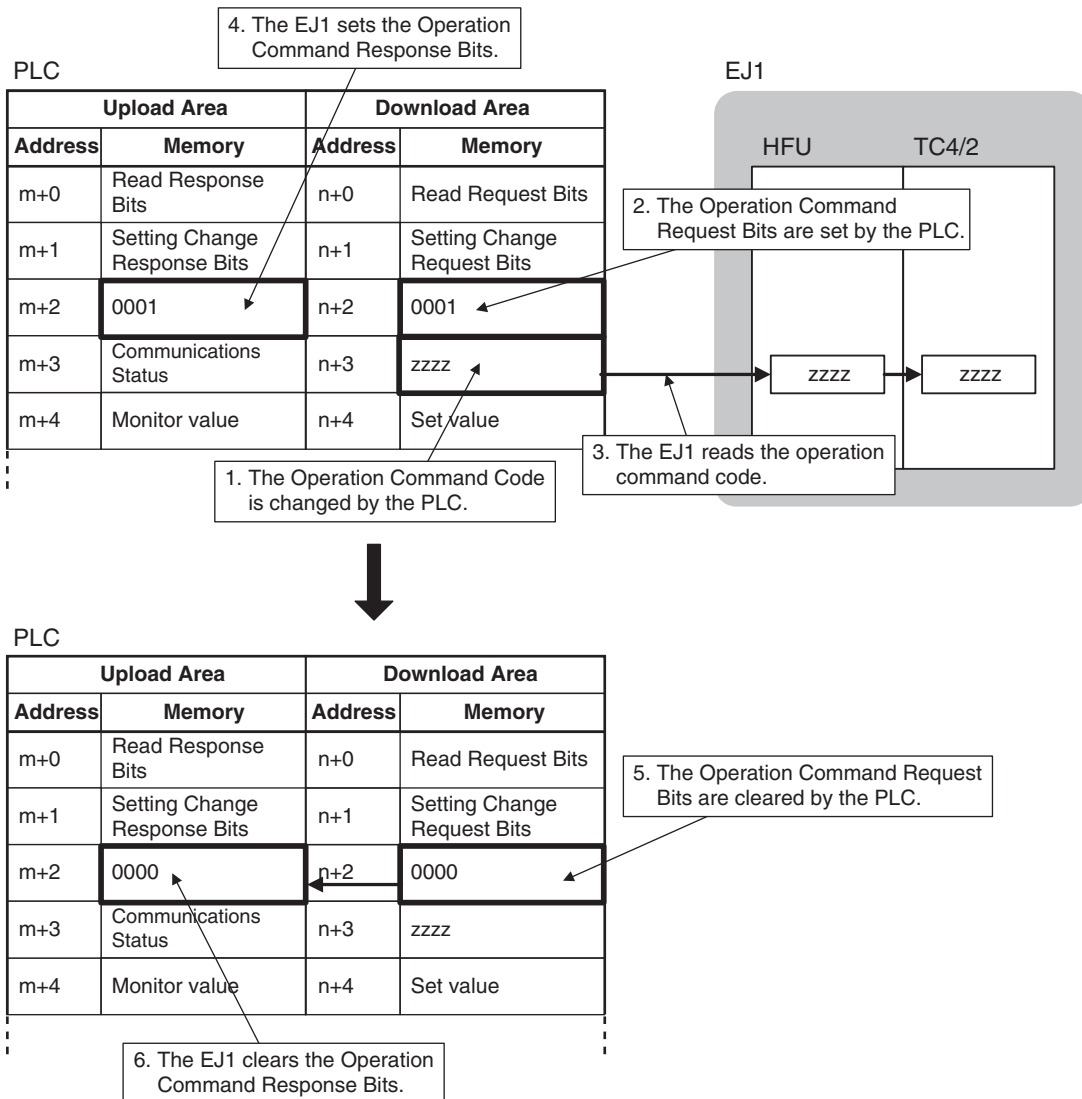 4. The EJ1 sets the Operation
Command Response Bits.
PLC
EJ1
Upload Area Download Area
Address Memory Address Memory
HFU TC4/2
m+0 Read Response
Bits n+0 Read Request Bits
2. The Operation Command
Request Bits are set by the PLC.
m+1 Setting Change
Response Bits n+1 Setting Change
Request Bits
m+2 0001 n+2 0001
m+3 Communications
Status n+3 zzzz
zzzz zzzz
m+4 Monitor value n+4 Set value
3. The EJ1 reads the operation
command code.
1. The Operation Command Code
is changed by the PLC.
PLC
Upload Area Download Area
Address Memory Address Memory
m+0 Read Response
Bits n+0 Read Request Bits
5. The Operation Command Request
Bits are cleared by the PLC.
m+1 Setting Change
Response Bits n+1 Setting Change
Request Bits
m+2 0000 n+2 0000
m+3 Communications
Status n+3 zzzz
m+4 Monitor value n+4 Set value
6. The EJ1 clears the Operation
Command Response Bits.